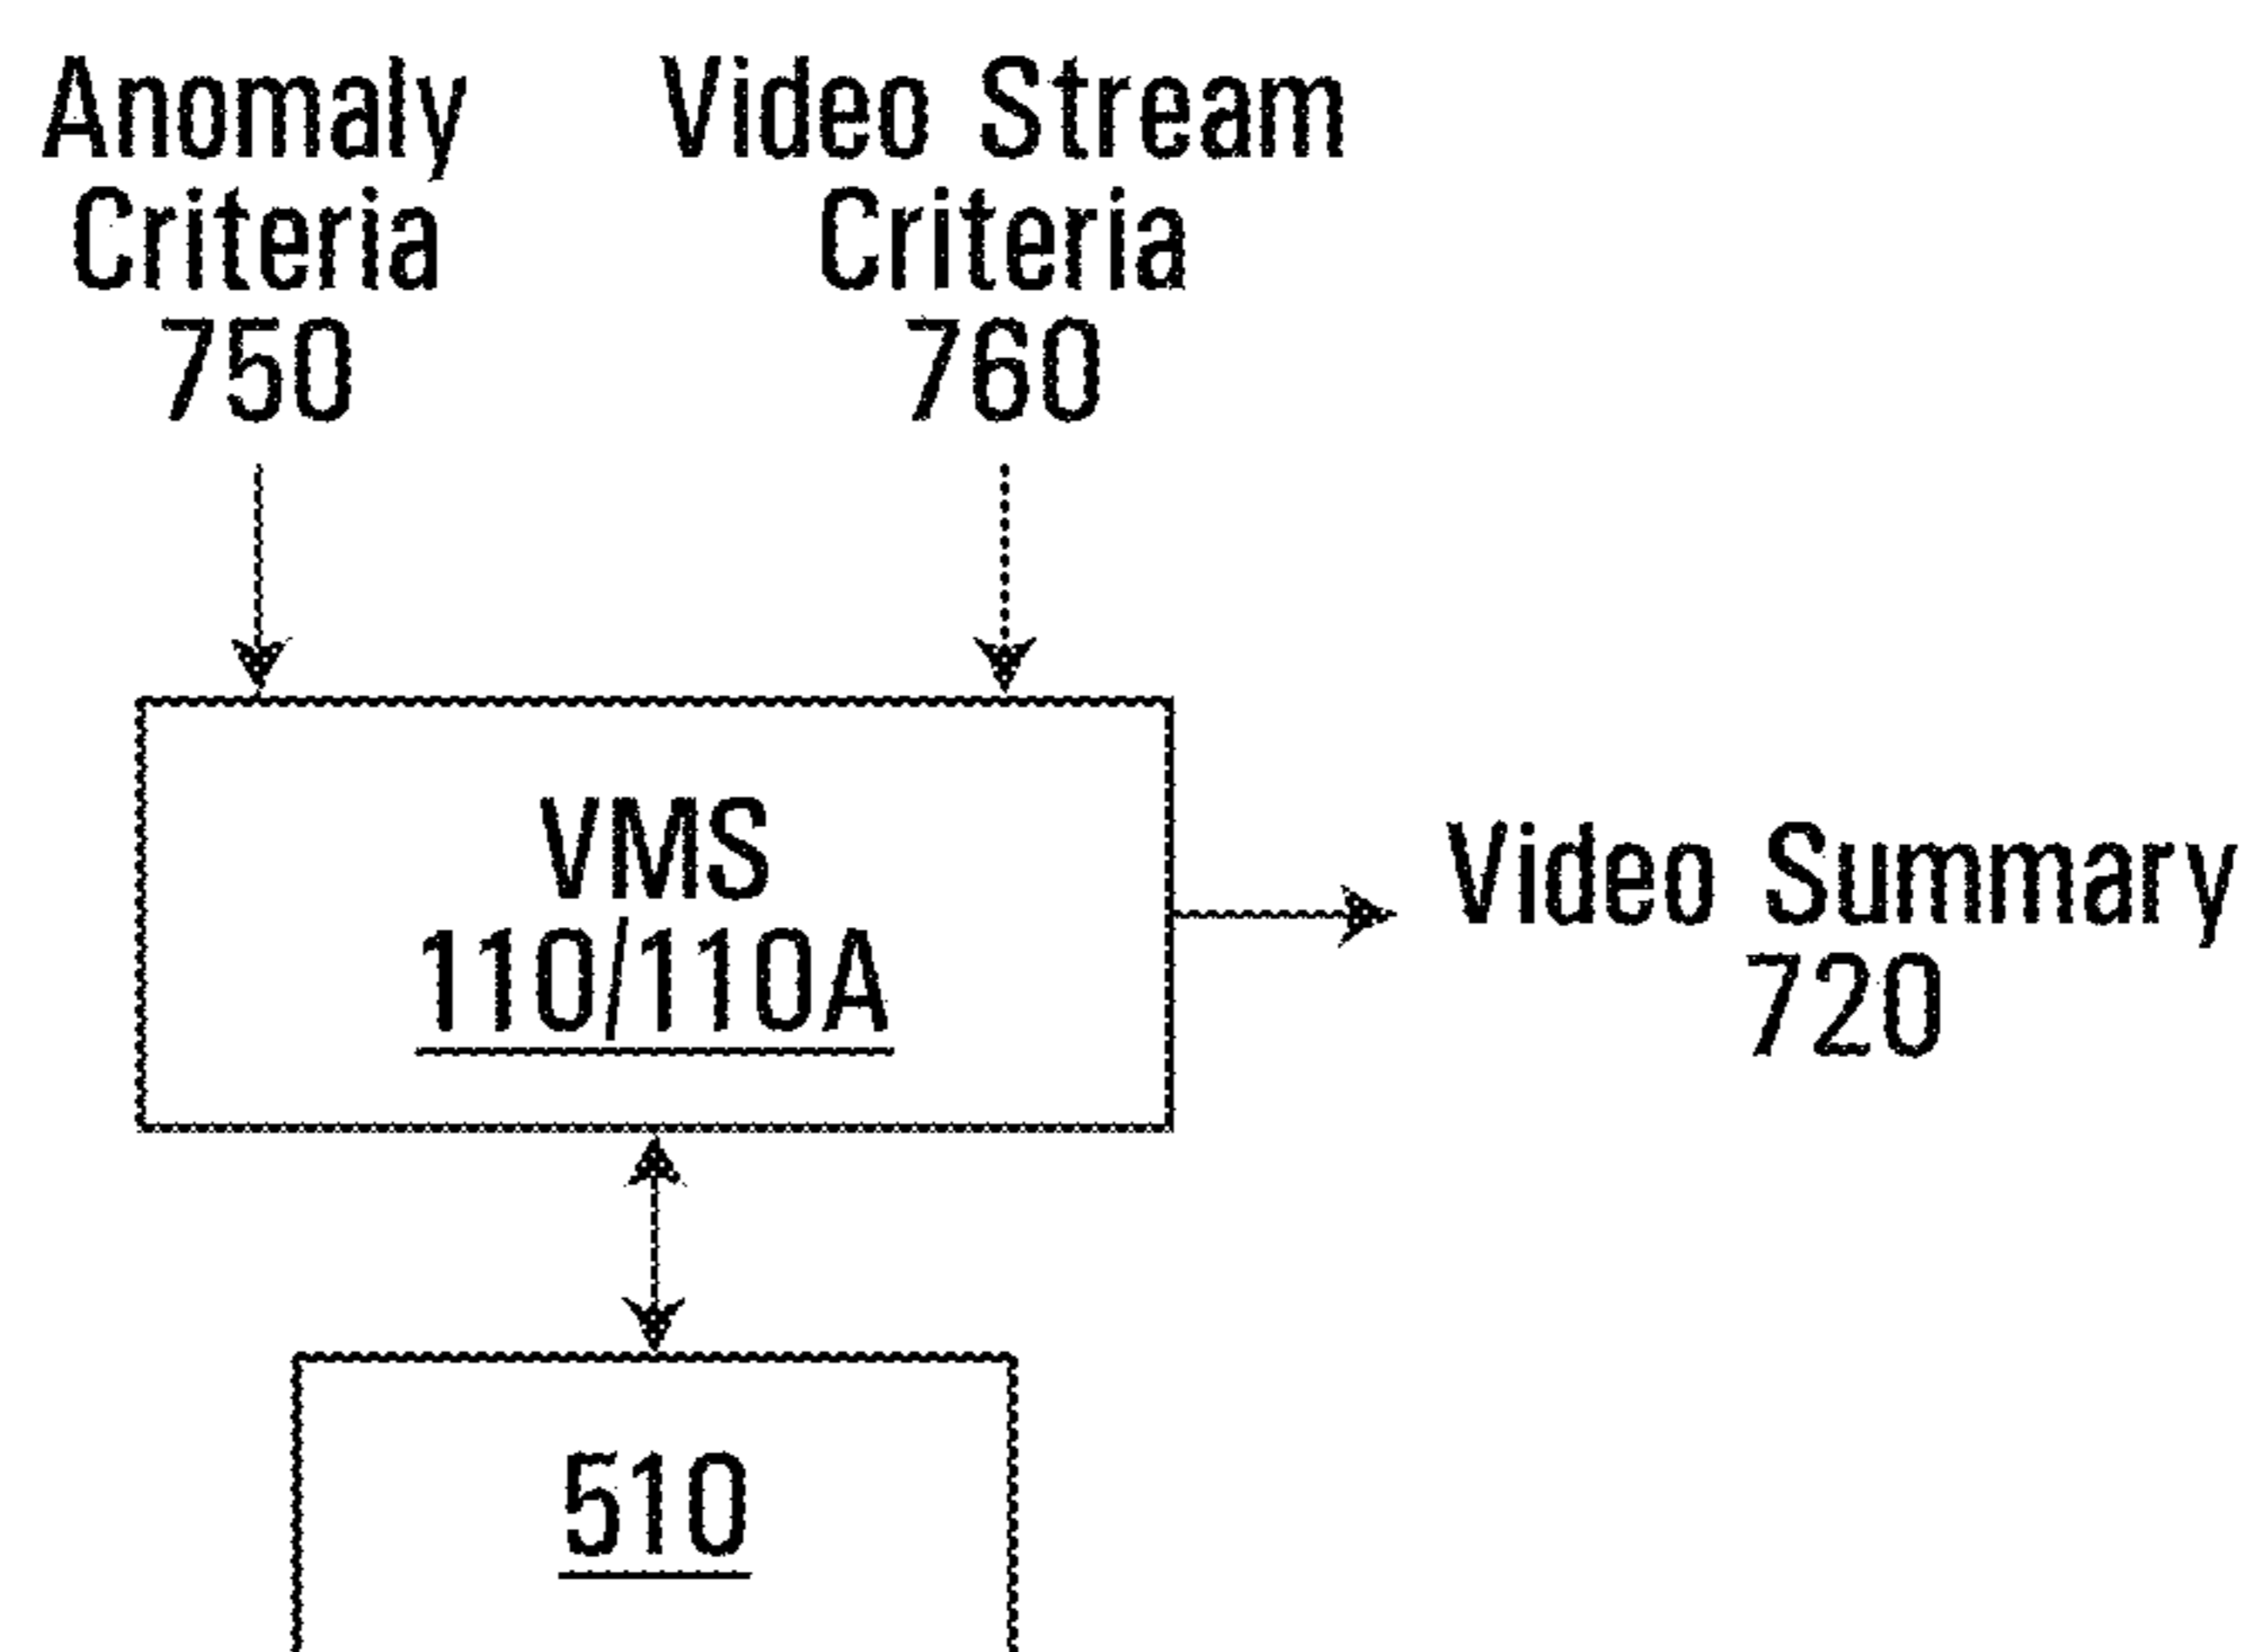 Anomaly
Criteria
750
Video Stream
Criteria
760
VMS
110/110A
Video Summary
720
510